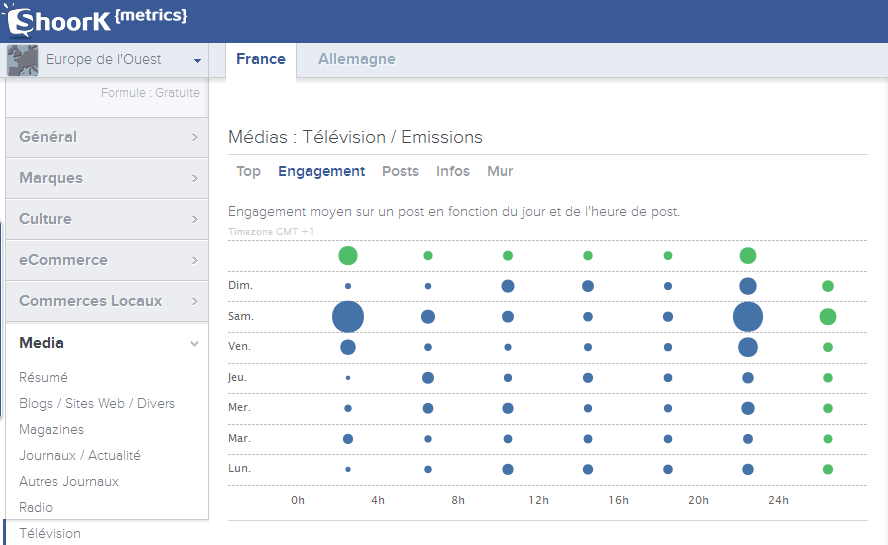 ShoorK {metrics}
Europe de l'Ouest
France Allemagne
Formule : Gratuite
Général
Marques
Culture
eCommerce
Commerces Locaux
Media
Résumé
Blogs / Sites Web / Divers
Magazines
Journaux / Actualité
Autres Journaux
Radio
Télévision
Médias : Télévision / Emissions
Top Engagement Posts Infos Mur
Engagement moyen sur un post en fonction du jour et de l'heure de post.
Timezone GMT +1
Dim.
Sam.
Ven.
Jeu.
Mer.
Mar.
Lun.
0h 4h 8h 12h 16h 20h 24h